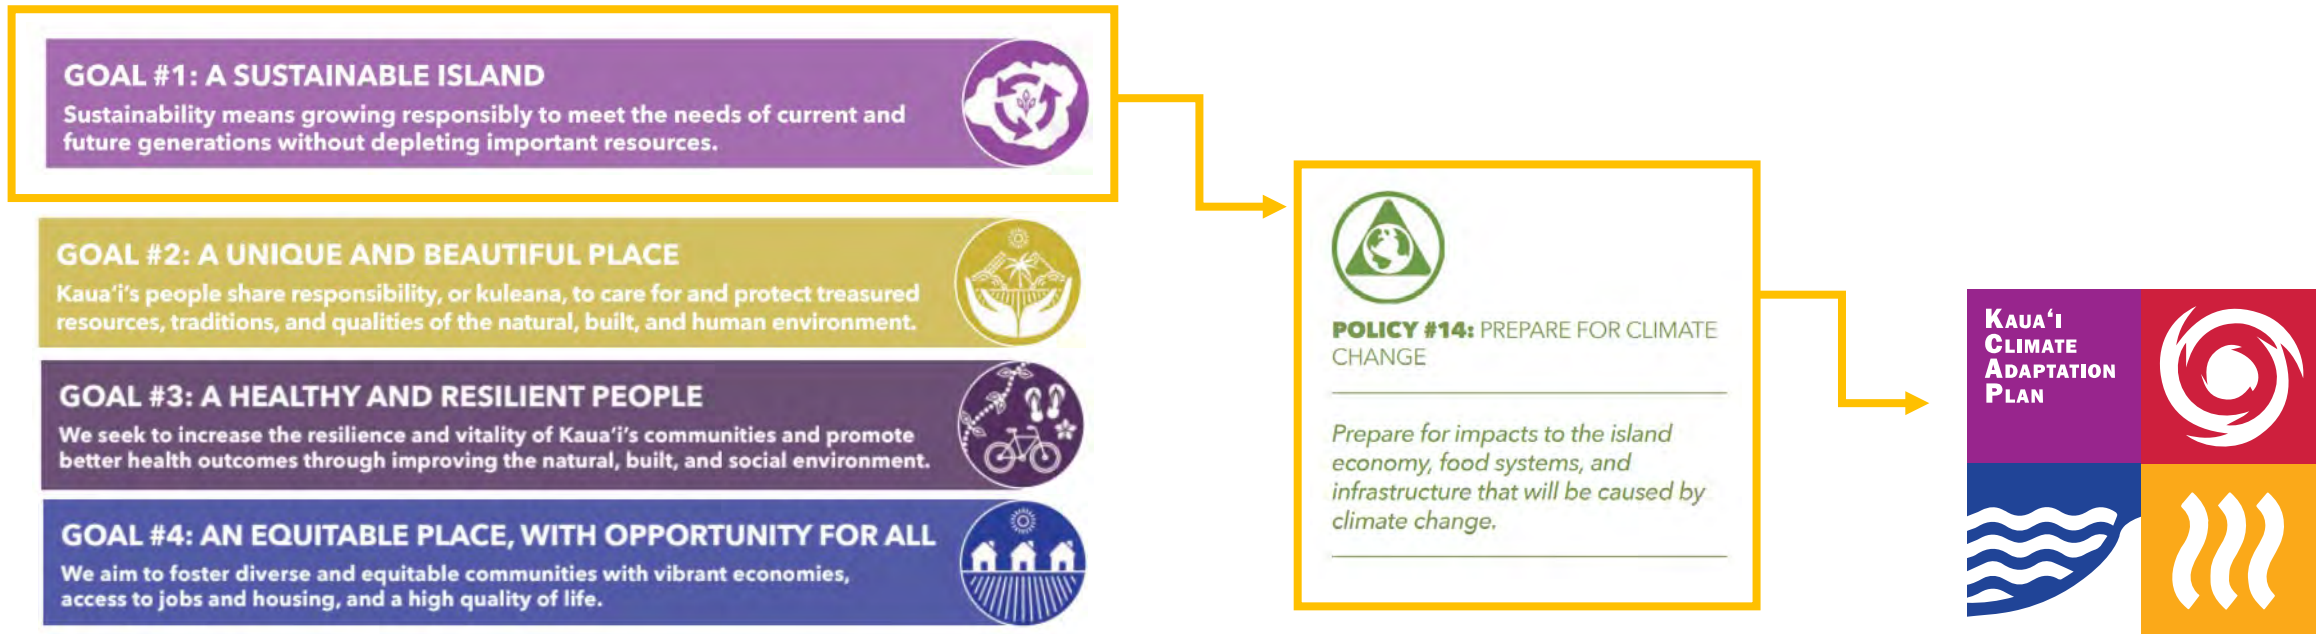 GOAL #1: A SUSTAINABLE ISLAND
Sustainability means growing responsibly to meet the needs of current and
future generations without depleting important resources.
GOAL #2: A UNIQUE AND BEAUTIFUL PLACE
Kauaʻi's people share responsibility, or kuleana, to care for and protect treasured
resources, traditions, and qualities of the natural, built, and human environment.
GOAL #3: A HEALTHY AND RESILIENT PEOPLE
We seek to increase the resilience and vitality of Kauaʻi's communities and promote
better health outcomes through improving the natural, built, and social environment.
GOAL #4: AN EQUITABLE PLACE, WITH OPPORTUNITY FOR ALL
We aim to foster diverse and equitable communities with vibrant economies,
access to jobs and housing, and a high quality of life.
POLICY #14: PREPARE FOR CLIMATE
CHANGE
Prepare for impacts to the island
economy, food systems, and
infrastructure that will be caused by
climate change.
KAUAʻI
CLIMATE
ADAPTATION
PLAN